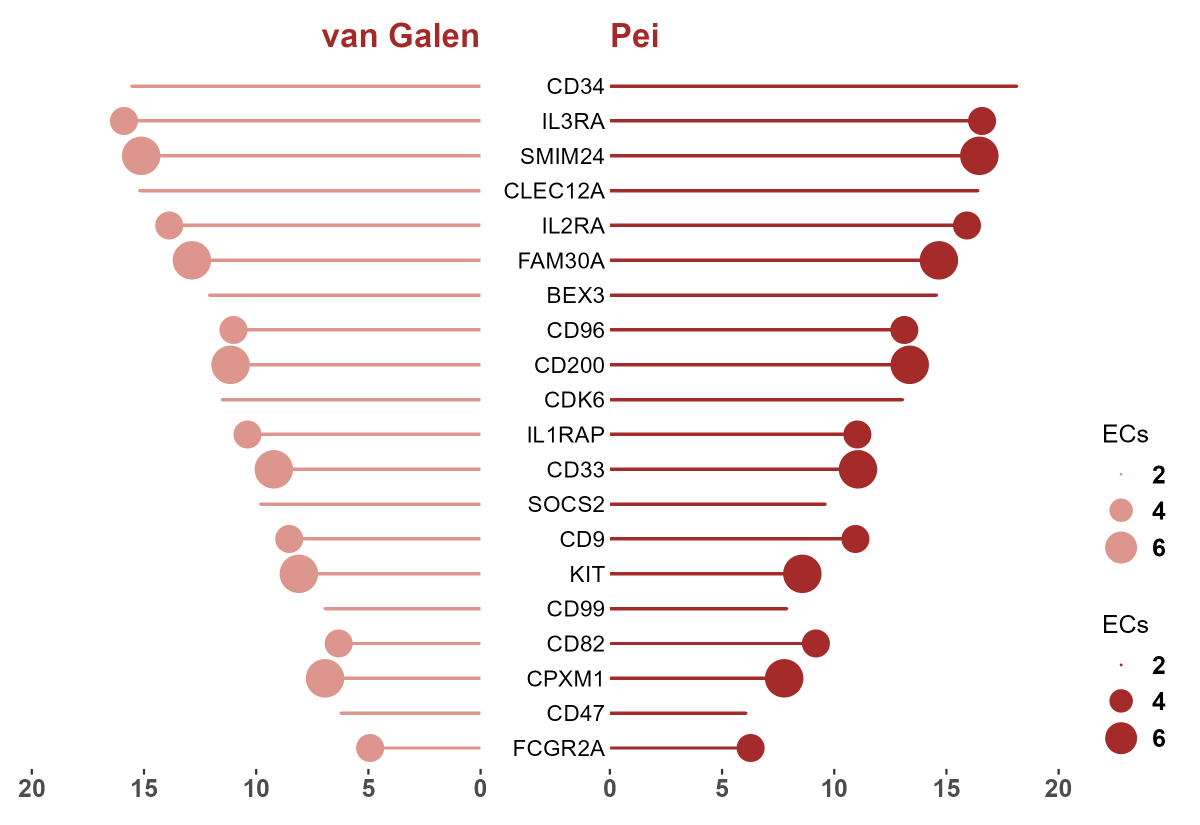 van Galen Pei
CD34
IL3RA
SMIM24
CLEC12A
IL2RA
FAM30A
BEX3
CD96
CD200
CDK6
IL1RAP
CD33
SOCS2
CD9
KIT
CD99
CD82
CPXM1
CD47
FCGR2A
20 15 10 5 0 0 5 10 15 20
ECs
2
4
6
ECs
2
4
6